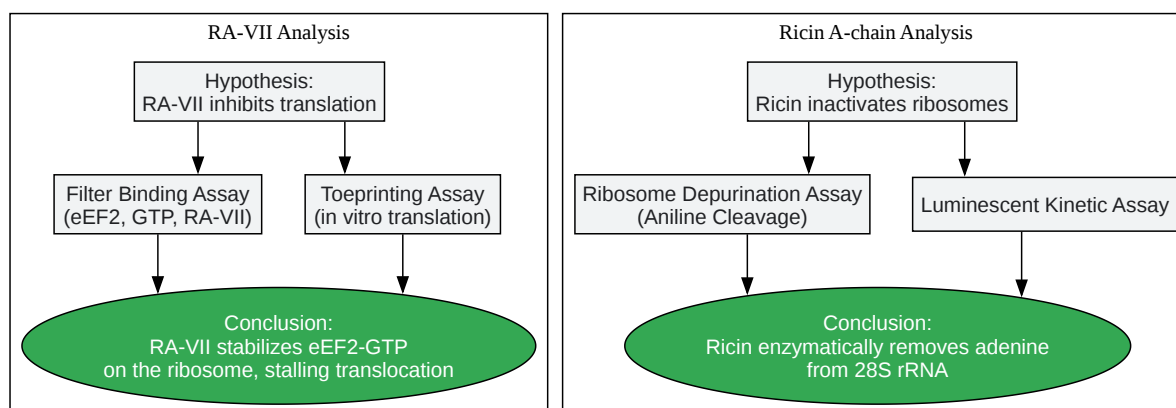 RA-VII Analysis
Hypothesis:
RA-VII inhibits translation
Filter Binding Assay
(eEF2, GTP, RA-VII)
Toeprinting Assay
(in vitro translation)
Conclusion:
RA-VII stabilizes eEF2-GTP
on the ribosome, stalling translocation
Ricin A-chain Analysis
Hypothesis:
Ricin inactivates ribosomes
Ribosome Depurination Assay
(Aniline Cleavage)
Luminescent Kinetic Assay
Conclusion:
Ricin enzymatically removes adenine
from 28S rRNA